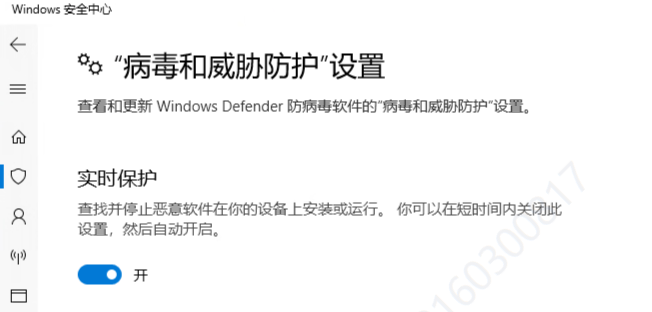 Windows 安全中心
“病毒和威胁防护”设置
查看和更新 Windows Defender 防病毒软件的“病毒和威胁防护”设置。
实时保护
查找并停止恶意软件在你的设备上安装或运行。 你可以在短时间内关闭此
设置，然后自动开启。
开